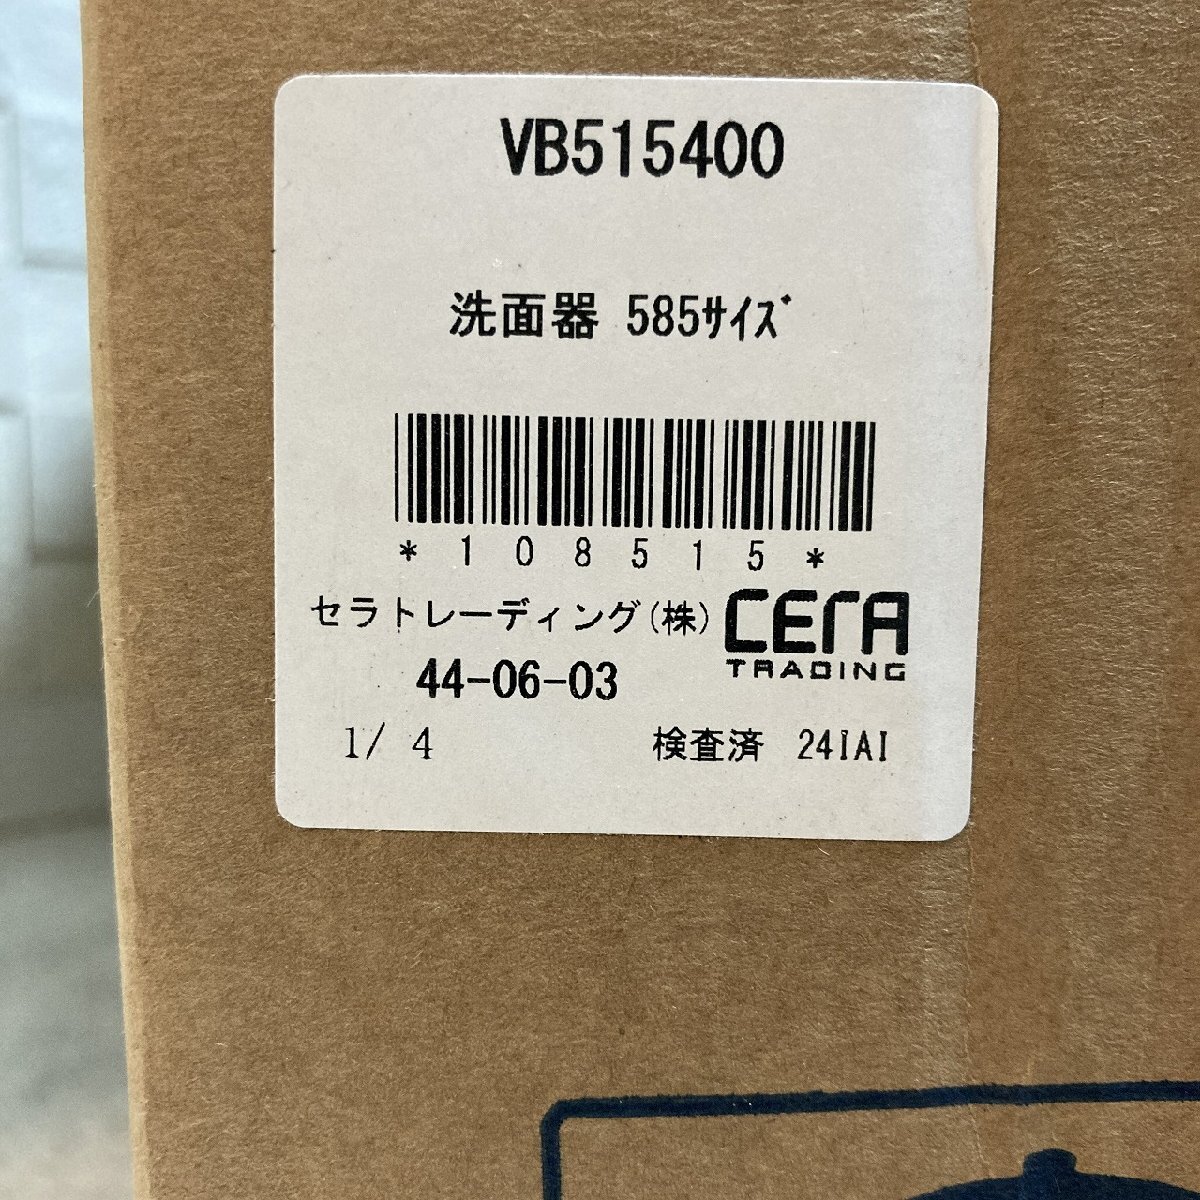 VB515400
洗面器 585ｻｲｽﾞ
*108515*
セラトレーディング(株) CERA TRADING
44-06-03
1/ 4 検査済 24IAI